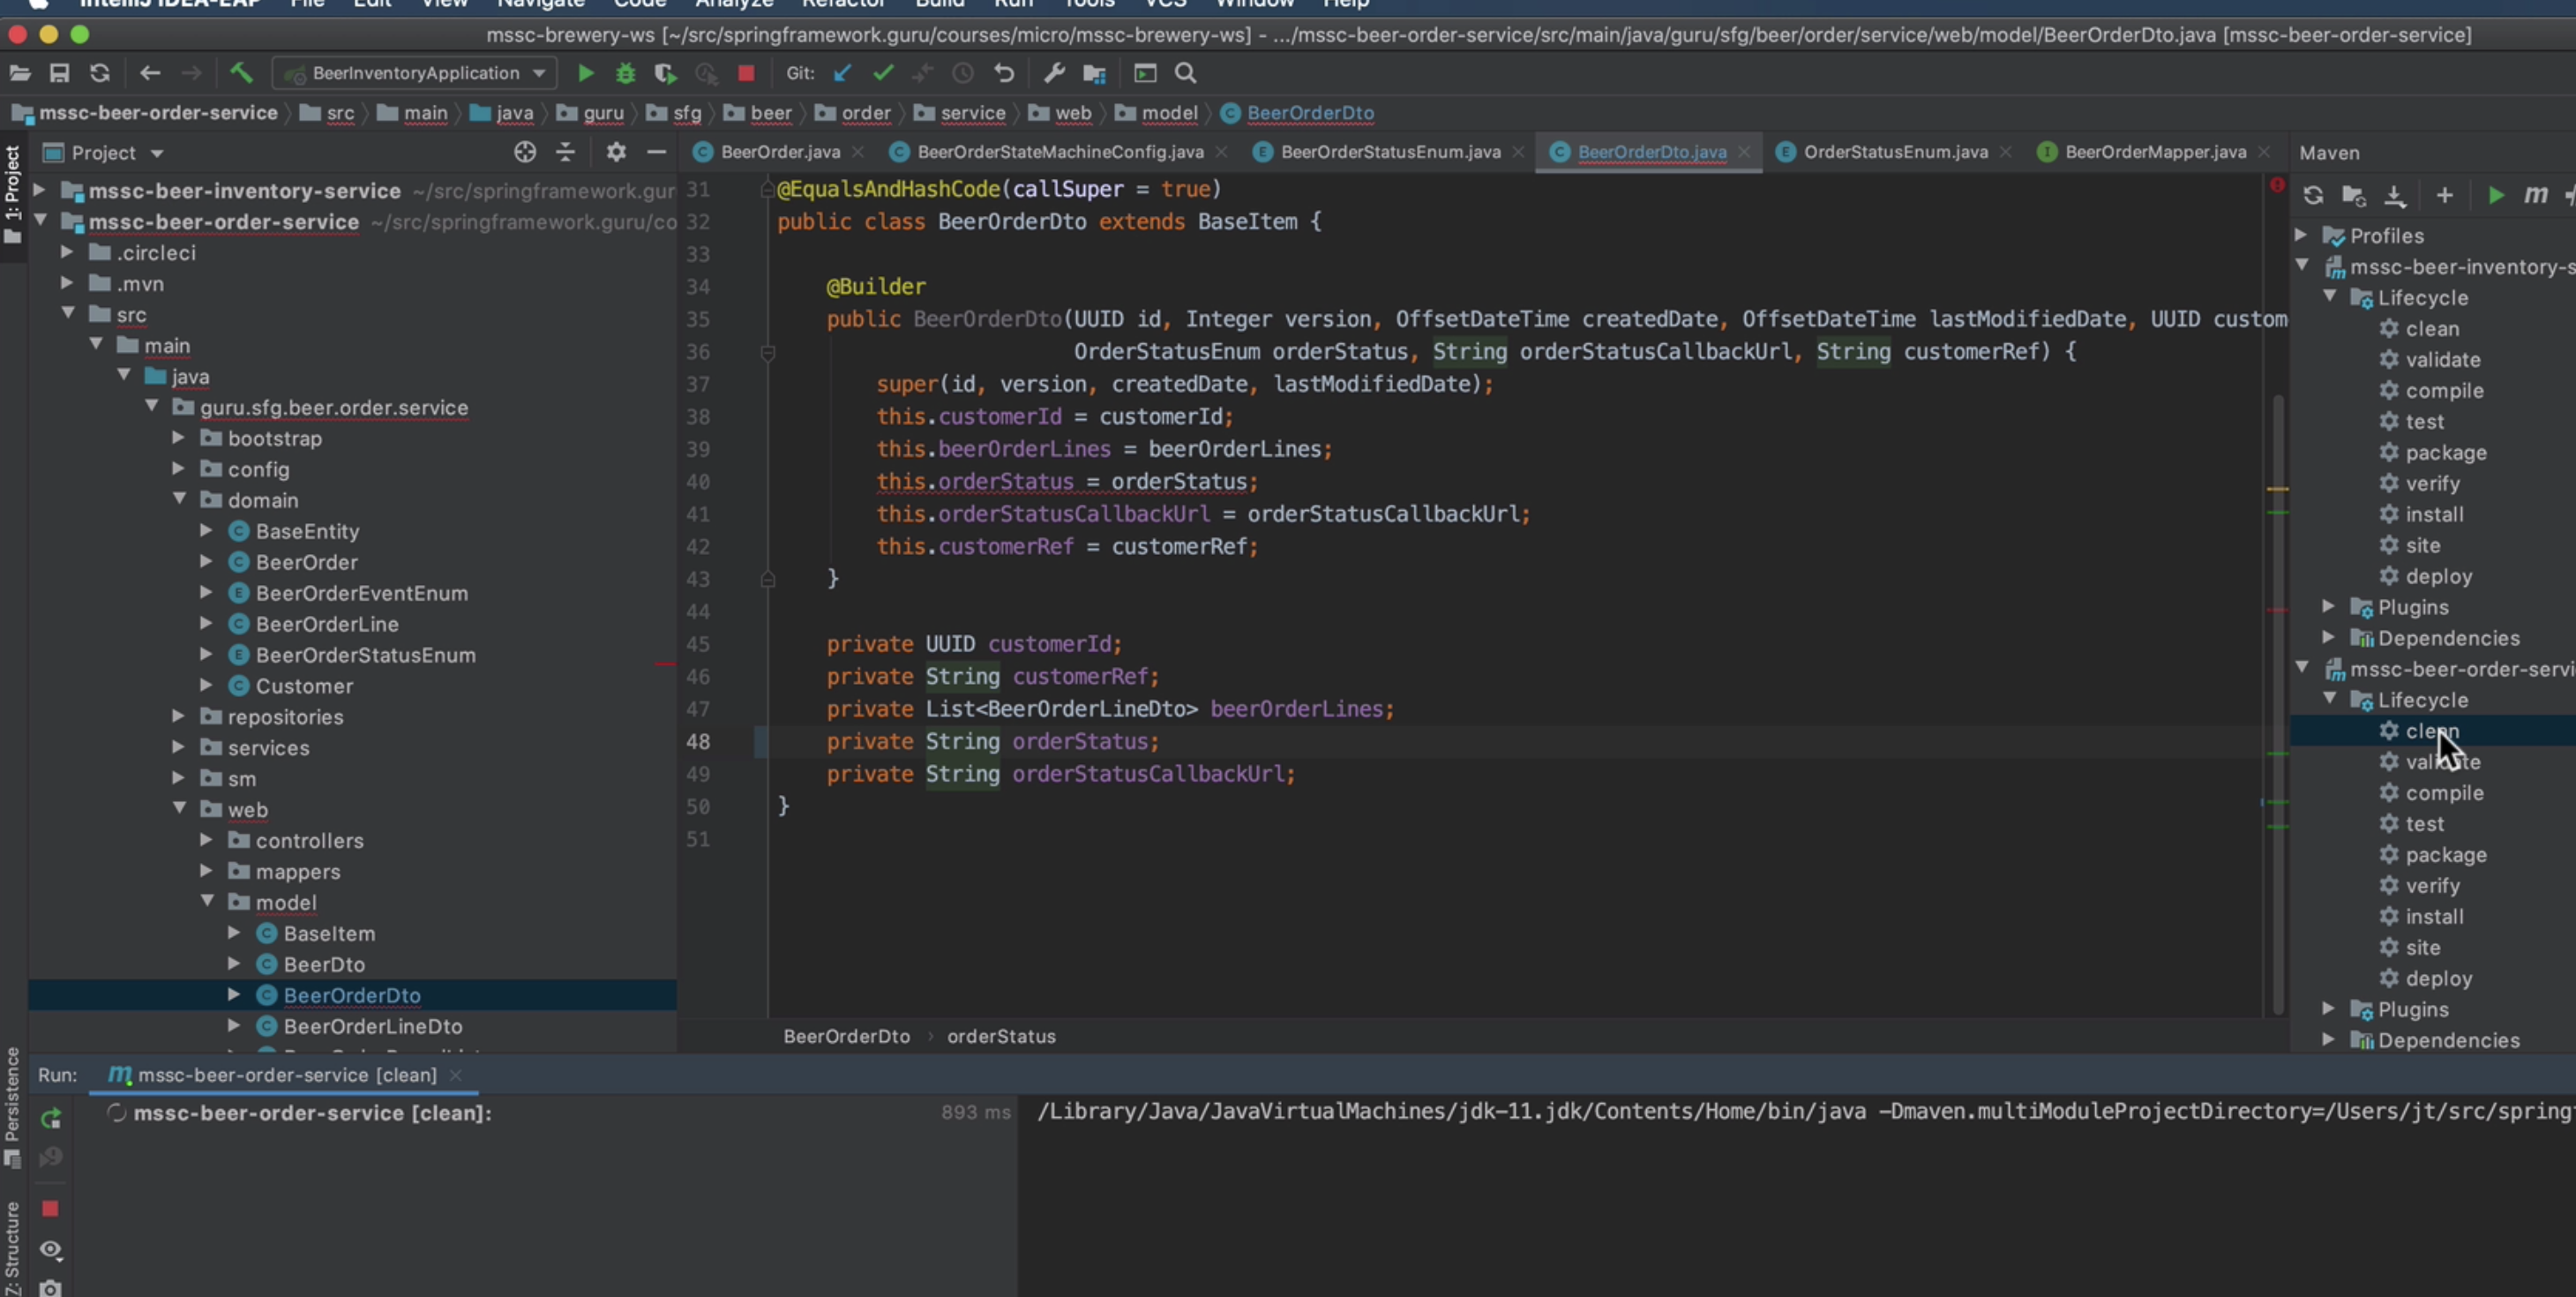 IntelliJ IDEA-EAP File Edit View Navigate Code Analyze Refactor Build Run Tools VCS Window Help
mssc-brewery-ws [~/src/springframework.guru/courses/micro/mssc-brewery-ws] - .../mssc-beer-order-service/src/main/java/guru/sfg/beer/order/service/web/model/BeerOrderDto.java [mssc-beer-order-service]
BeerInventoryApplication Git:
mssc-beer-order-service src main java guru sfg beer order service web model BeerOrderDto
Project
BeerOrder.java BeerOrderStateMachineConfig.java BeerOrderStatusEnum.java BeerOrderDto.java OrderStatusEnum.java BeerOrderMapper.java
Maven
1: Project
mssc-beer-inventory-service ~/src/springframework.gur
mssc-beer-order-service ~/src/springframework.guru/co
.circleci
.mvn
src
main
java
guru.sfg.beer.order.service
bootstrap
config
domain
BaseEntity
BeerOrder
BeerOrderEventEnum
BeerOrderLine
BeerOrderStatusEnum
Customer
repositories
services
sm
web
controllers
mappers
model
BaseItem
BeerDto
BeerOrderDto
BeerOrderLineDto
31 @EqualsAndHashCode(callSuper = true)
32 public class BeerOrderDto extends BaseItem {
33
34 @Builder
35 public BeerOrderDto(UUID id, Integer version, OffsetDateTime createdDate, OffsetDateTime lastModifiedDate, UUID custom
36 OrderStatusEnum orderStatus, String orderStatusCallbackUrl, String customerRef) {
37 super(id, version, createdDate, lastModifiedDate);
38 this.customerId = customerId;
39 this.beerOrderLines = beerOrderLines;
40 this.orderStatus = orderStatus;
41 this.orderStatusCallbackUrl = orderStatusCallbackUrl;
42 this.customerRef = customerRef;
43 }
44
45 private UUID customerId;
46 private String customerRef;
47 private List<BeerOrderLineDto> beerOrderLines;
48 private String orderStatus;
49 private String orderStatusCallbackUrl;
50 }
51
BeerOrderDto › orderStatus
Profiles
mssc-beer-inventory-s
Lifecycle
clean
validate
compile
test
package
verify
install
site
deploy
Plugins
Dependencies
mssc-beer-order-servi
Lifecycle
clean
validate
compile
test
package
verify
install
site
deploy
Plugins
Dependencies
Persistence
Z: Structure
Run: mssc-beer-order-service [clean]
mssc-beer-order-service [clean]: 893 ms
/Library/Java/JavaVirtualMachines/jdk-11.jdk/Contents/Home/bin/java -Dmaven.multiModuleProjectDirectory=/Users/jt/src/spring